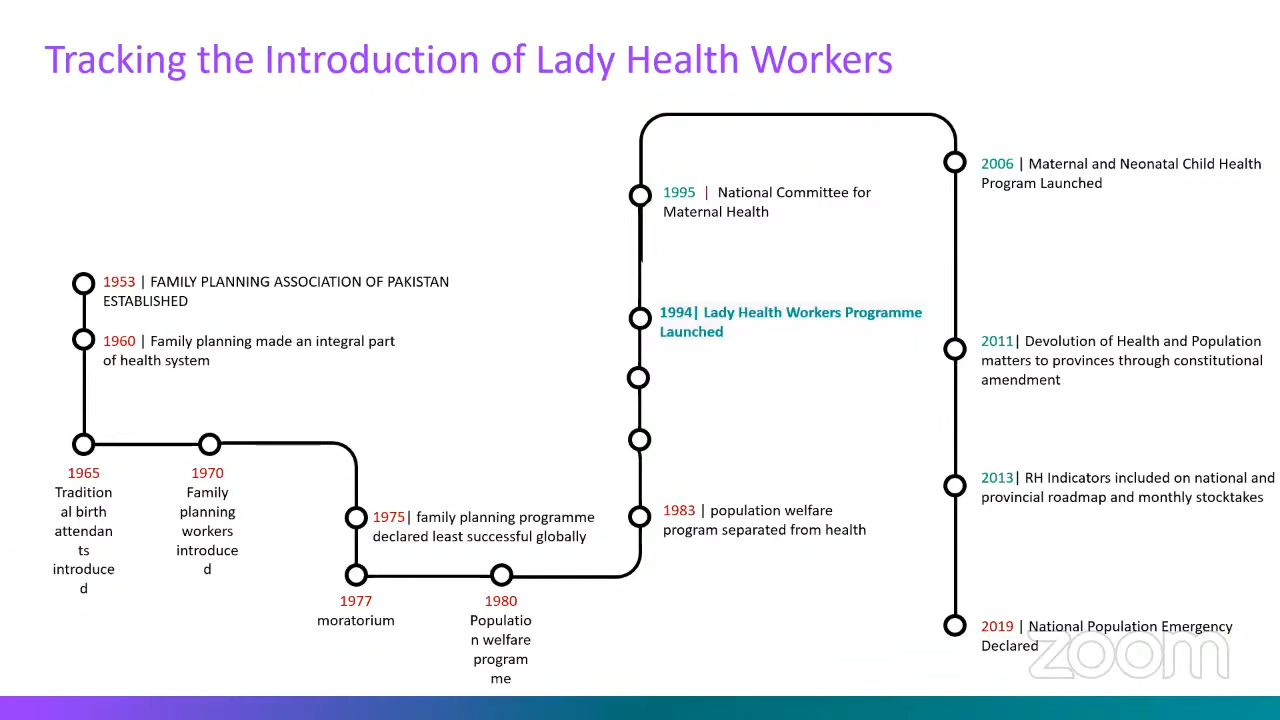 Tracking the Introduction of Lady Health Workers
1953 | FAMILY PLANNING ASSOCIATION OF PAKISTAN
ESTABLISHED
1960 | Family planning made an integral part
of health system
1965
Tradition
al birth
attendan
ts
introduce
d
1970
Family
planning
workers
introduce
d
1975| family planning programme
declared least successful globally
1977
moratorium
1980
Populatio
n welfare
program
me
1983 | population welfare
program separated from health
1994| Lady Health Workers Programme
Launched
1995 | National Committee for
Maternal Health
2006 | Maternal and Neonatal Child Health
Program Launched
2011| Devolution of Health and Population
matters to provinces through constitutional
amendment
2013| RH Indicators included on national and
provincial roadmap and monthly stocktakes
2019 | National Population Emergency
Declared
zoom